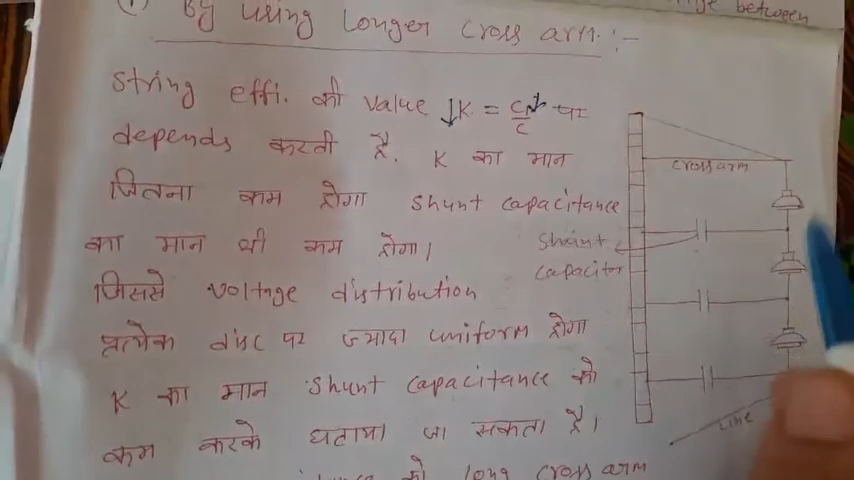 between
(1) By using longer cross arm :-
string effi. की value ↓K = C1↓/C पर
depends करती है. K का मान
जितना कम होगा shunt capacitance
का मान भी कम होगा।
जिससे voltage distribution
प्रत्येक disc पर ज्यादा uniform होगा
K का मान shunt capacitance को
कम करके घटाया जा सकता है।
को long cross arm
cross arm
shunt
capacitor
Line